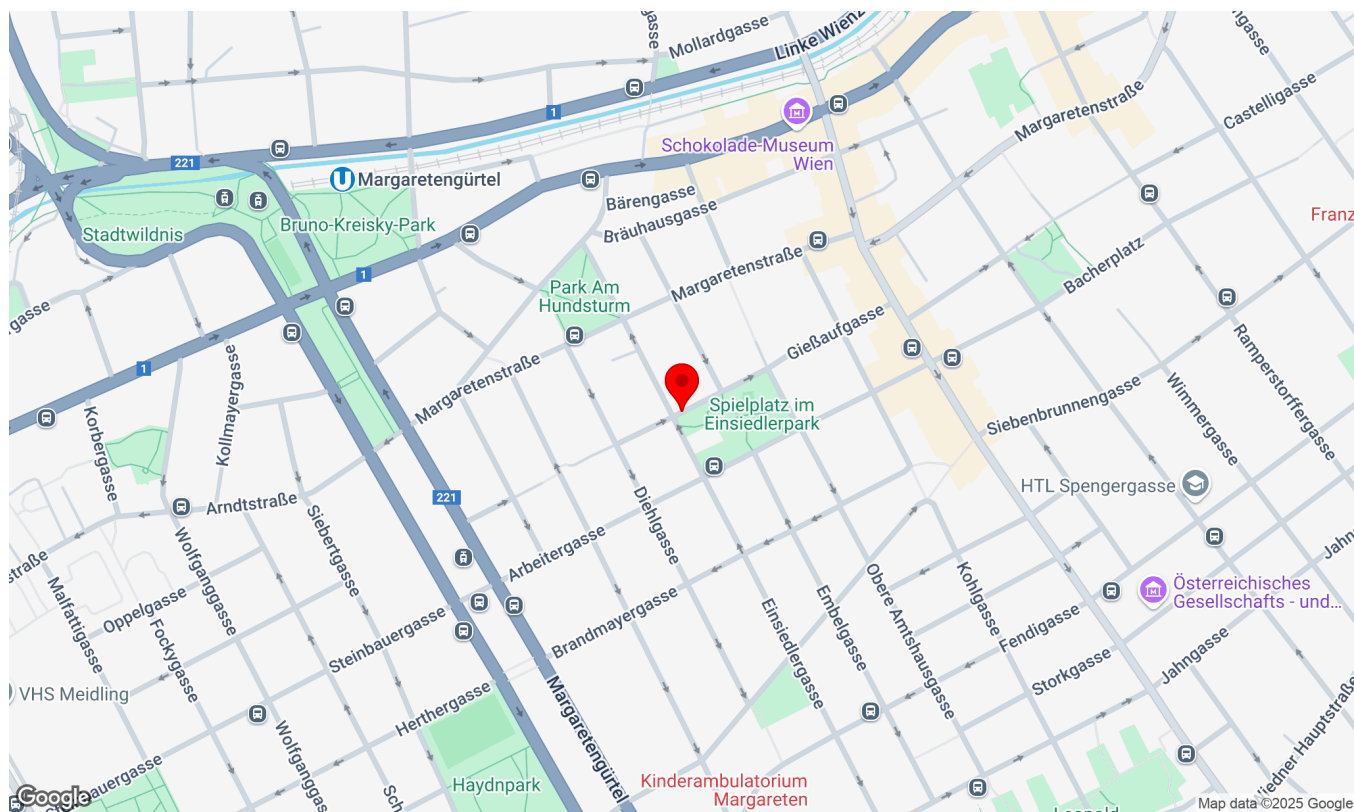 Mollardgasse
Linke Wienz
1
221
Schokolade-Museum
Wien
Margaretenstraße
Castelligasse
Margaretengürtel
Bärengasse
Bräuhausgasse
Bruno-Kreisky-Park
Stadtwildnis
Franz
Bacherplatz
Margaretenstraße
Park Am
Hundsturm
1
Gießaufgasse
Ramperstorffergasse
1
Kollmayergasse
Margaretenstraße
Korbergasse
Spielplatz im
Einsiedlerpark
Siebenbrunnengasse
Wimmergasse
HTL Spengergasse
221
Arndtstraße
Diehlgasse
Siebertgasse
Arbeitergasse
Wolfganggasse
Oppelgasse
Malfattigasse
Fockygasse
Steinbauergasse
Brandmayergasse
Einsiedlergasse
Embelgasse
Obere Amtshausgasse
Kohlgasse
Fendigasse
Österreichisches
Gesellschafts - und...
Storkgasse
Jahngasse
VHS Meidling
Herthergasse
Margaretengürtel
Haydnpark
Kinderambulatorium
Margareten
Google
Map data ©2025 Google